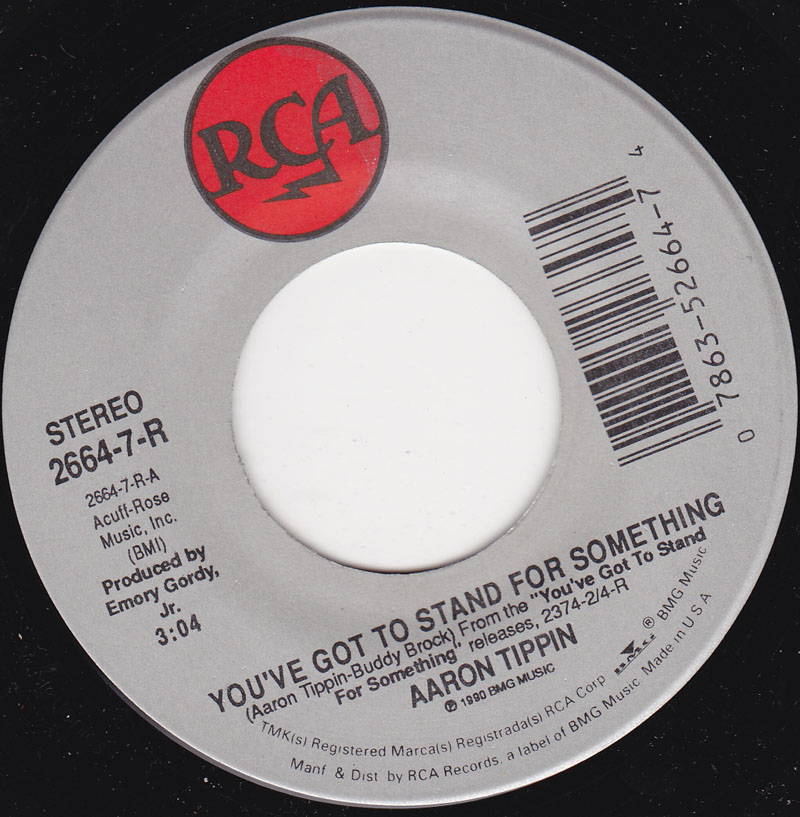 RCA
0 7863-52664-7 4
STEREO
2664-7-R
2664-7-R-A
Acuff-Rose
Music, Inc.
(BMI)
Produced by
Emory Gordy,
Jr.
3:04
YOU'VE GOT TO STAND FOR SOMETHING
(Aaron Tippin-Buddy Brock) From the "You've Got To Stand
For Something" releases, 2374-2/4-R
AARON TIPPIN
℗ 1990 BMG MUSIC
TMK(s) Registered Marca(s) Registrada(s) RCA Corp BMG ® BMG Music
Manf & Dist by RCA Records, a label of BMG Music Made in U S A